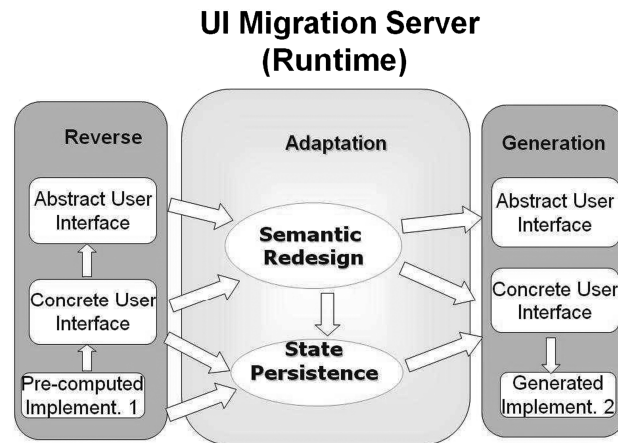 UI Migration Server
(Runtime)
Reverse
Abstract User
Interface
Concrete User
Interface
Pre-computed
Implement. 1
Adaptation
Semantic
Redesign
State
Persistence
Generation
Abstract User
Interface
Concrete User
Interface
Generated
Implement. 2